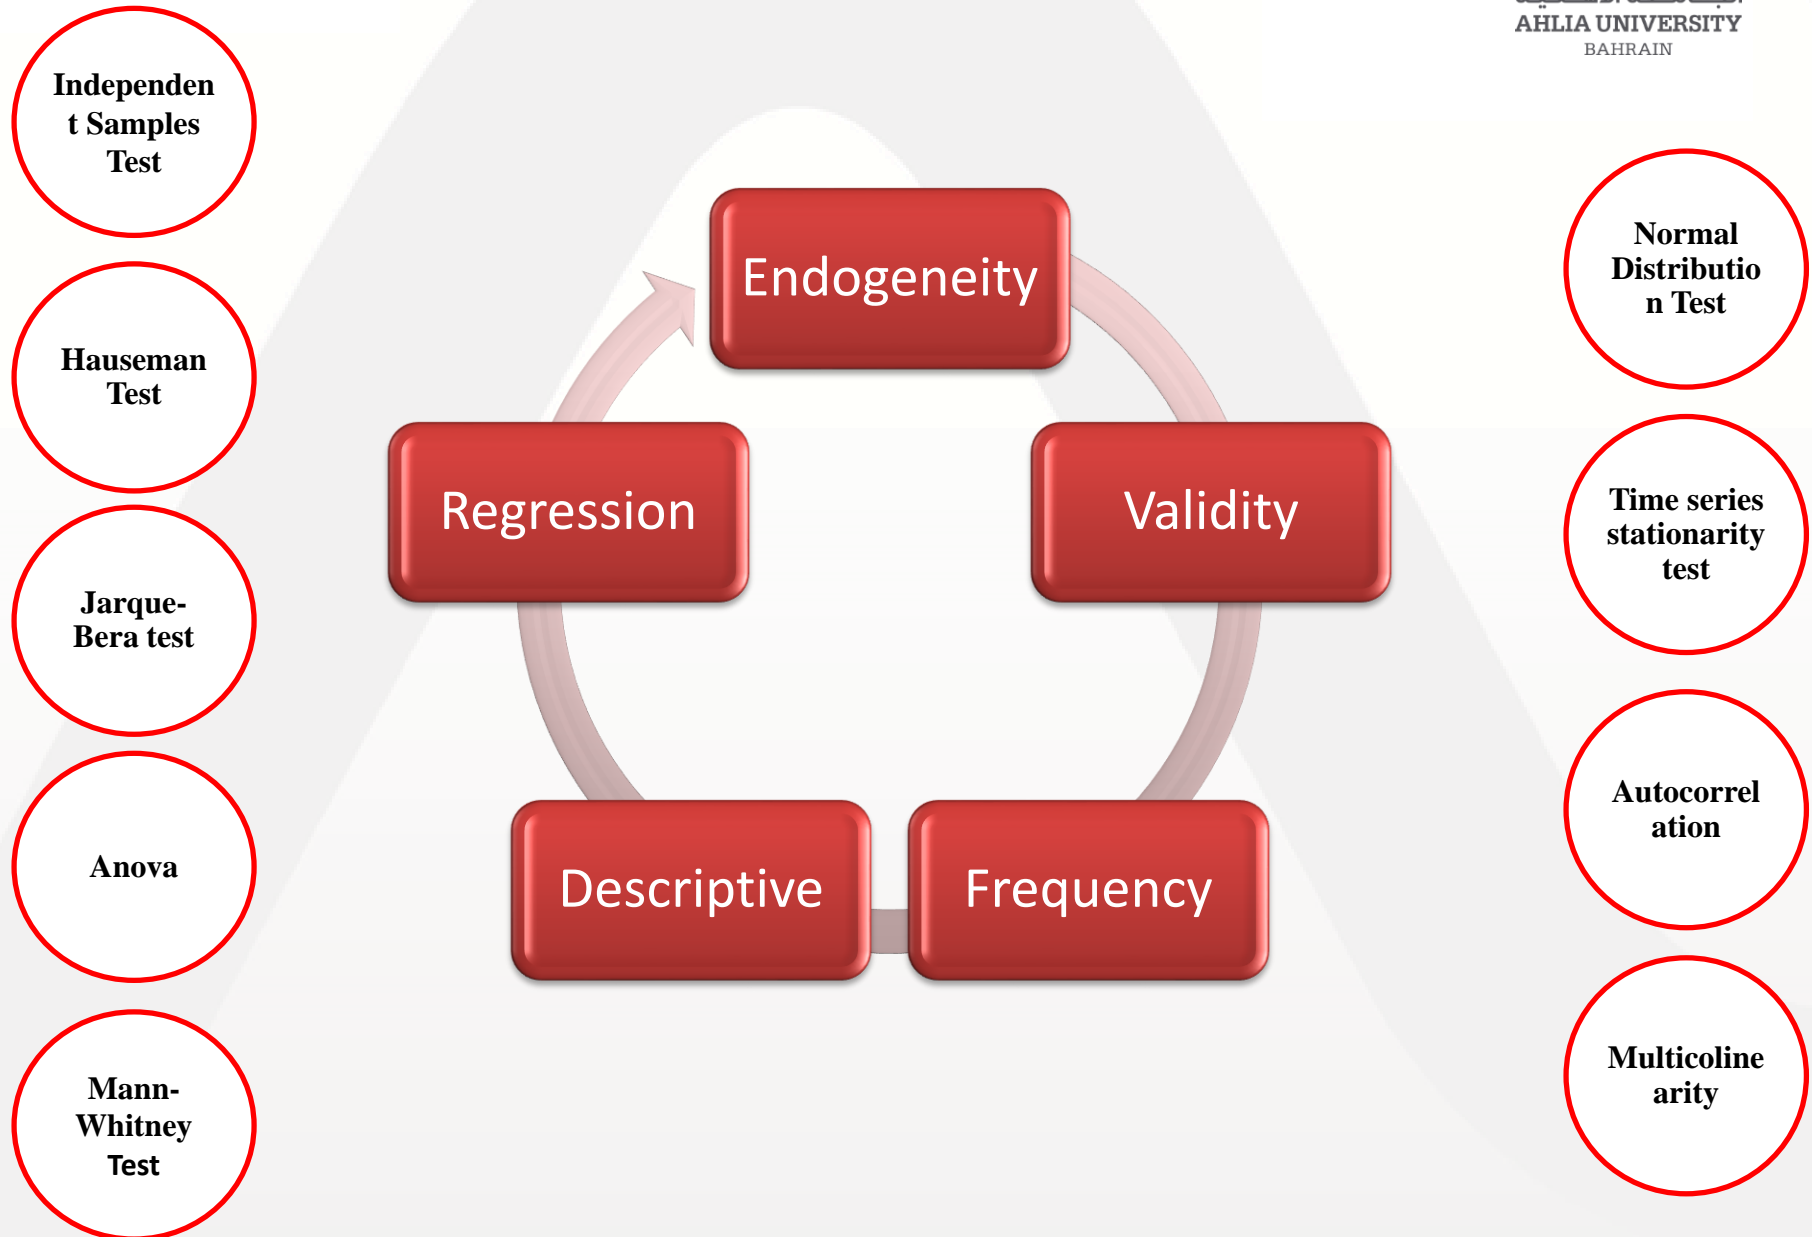 AHLIA UNIVERSITY
BAHRAIN
Independen
t Samples
Test
Hauseman
Test
Jarque-
Bera test
Anova
Mann-
Whitney
Test
Endogeneity
Regression
Validity
Descriptive
Frequency
Normal
Distributio
n Test
Time series
stationarity
test
Autocorrel
ation
Multicoline
arity